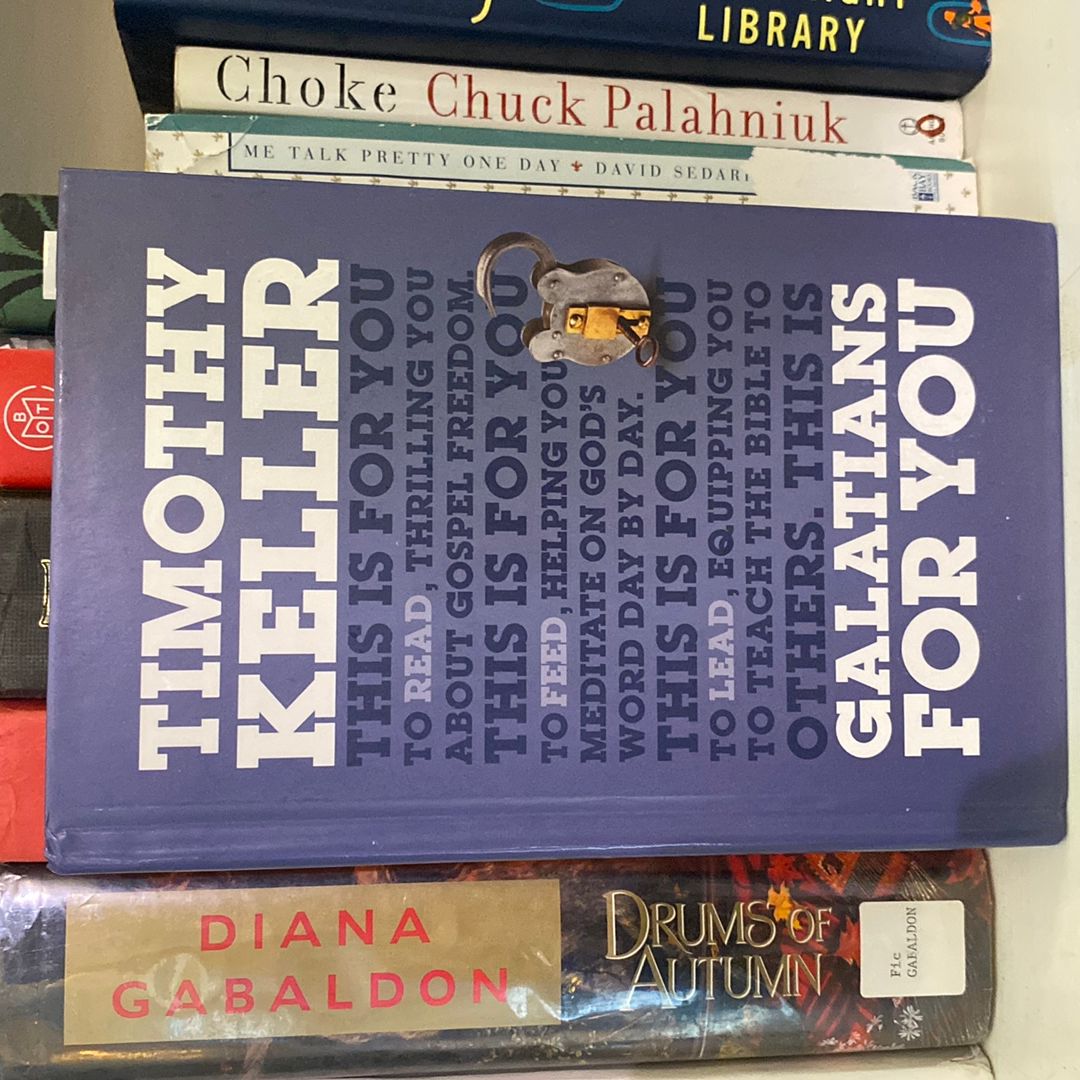 LIBRARY
Choke Chuck Palahniuk
ME TALK PRETTY ONE DAY DAVID SEDARI
TIMOTHY
KELLER
THIS IS FOR YOU
TO READ, THRILLING YOU
ABOUT GOSPEL FREEDOM.
THIS IS FOR YOU
TO FEED, HELPING YOU
MEDITATE ON GOD'S
WORD DAY BY DAY.
THIS IS FOR YOU
TO LEAD, EQUIPPING YOU
TO TEACH THE BIBLE TO
OTHERS. THIS IS
GALATIANS
FOR YOU
BOT
DIANA
GABALDON
DRUMS OF
AUTUMN
Fic
GABALDON